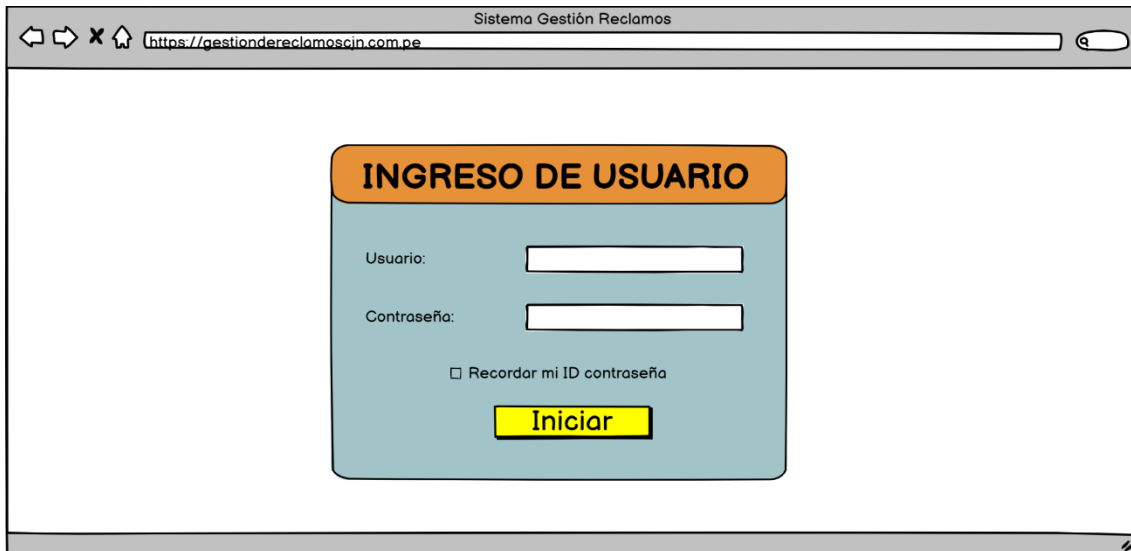 Sistema Gestión Reclamos
https://gestiondereclamoscjn.com.pe
INGRESO DE USUARIO
Usuario:
Contraseña:
Recordar mi ID contraseña
Iniciar